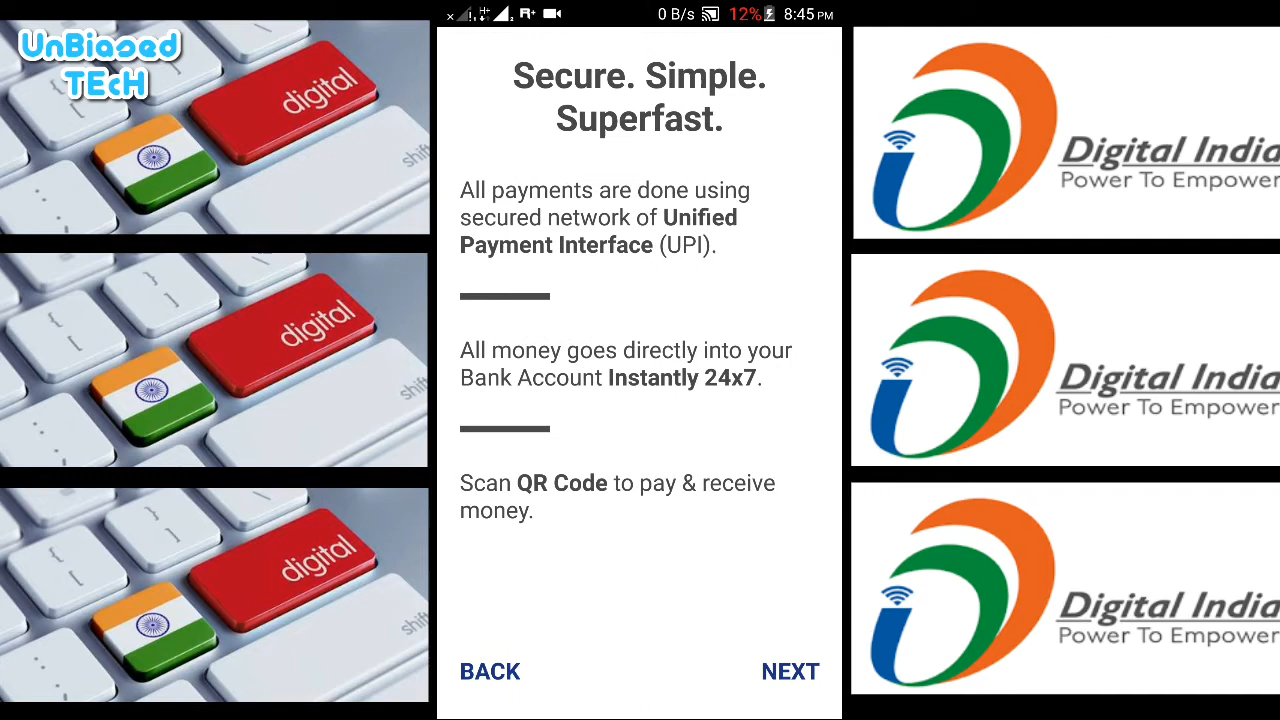 UnBiased
TEcH
0 B/s 12% 8:45 PM
Secure. Simple.
Superfast.
All payments are done using
secured network of Unified
Payment Interface (UPI).
All money goes directly into your
Bank Account Instantly 24x7.
Scan QR Code to pay & receive
money.
BACK
NEXT
digital
shift
digital
shift
digital
shift
Digital India
Power To Empower
Digital India
Power To Empower
Digital India
Power To Empower